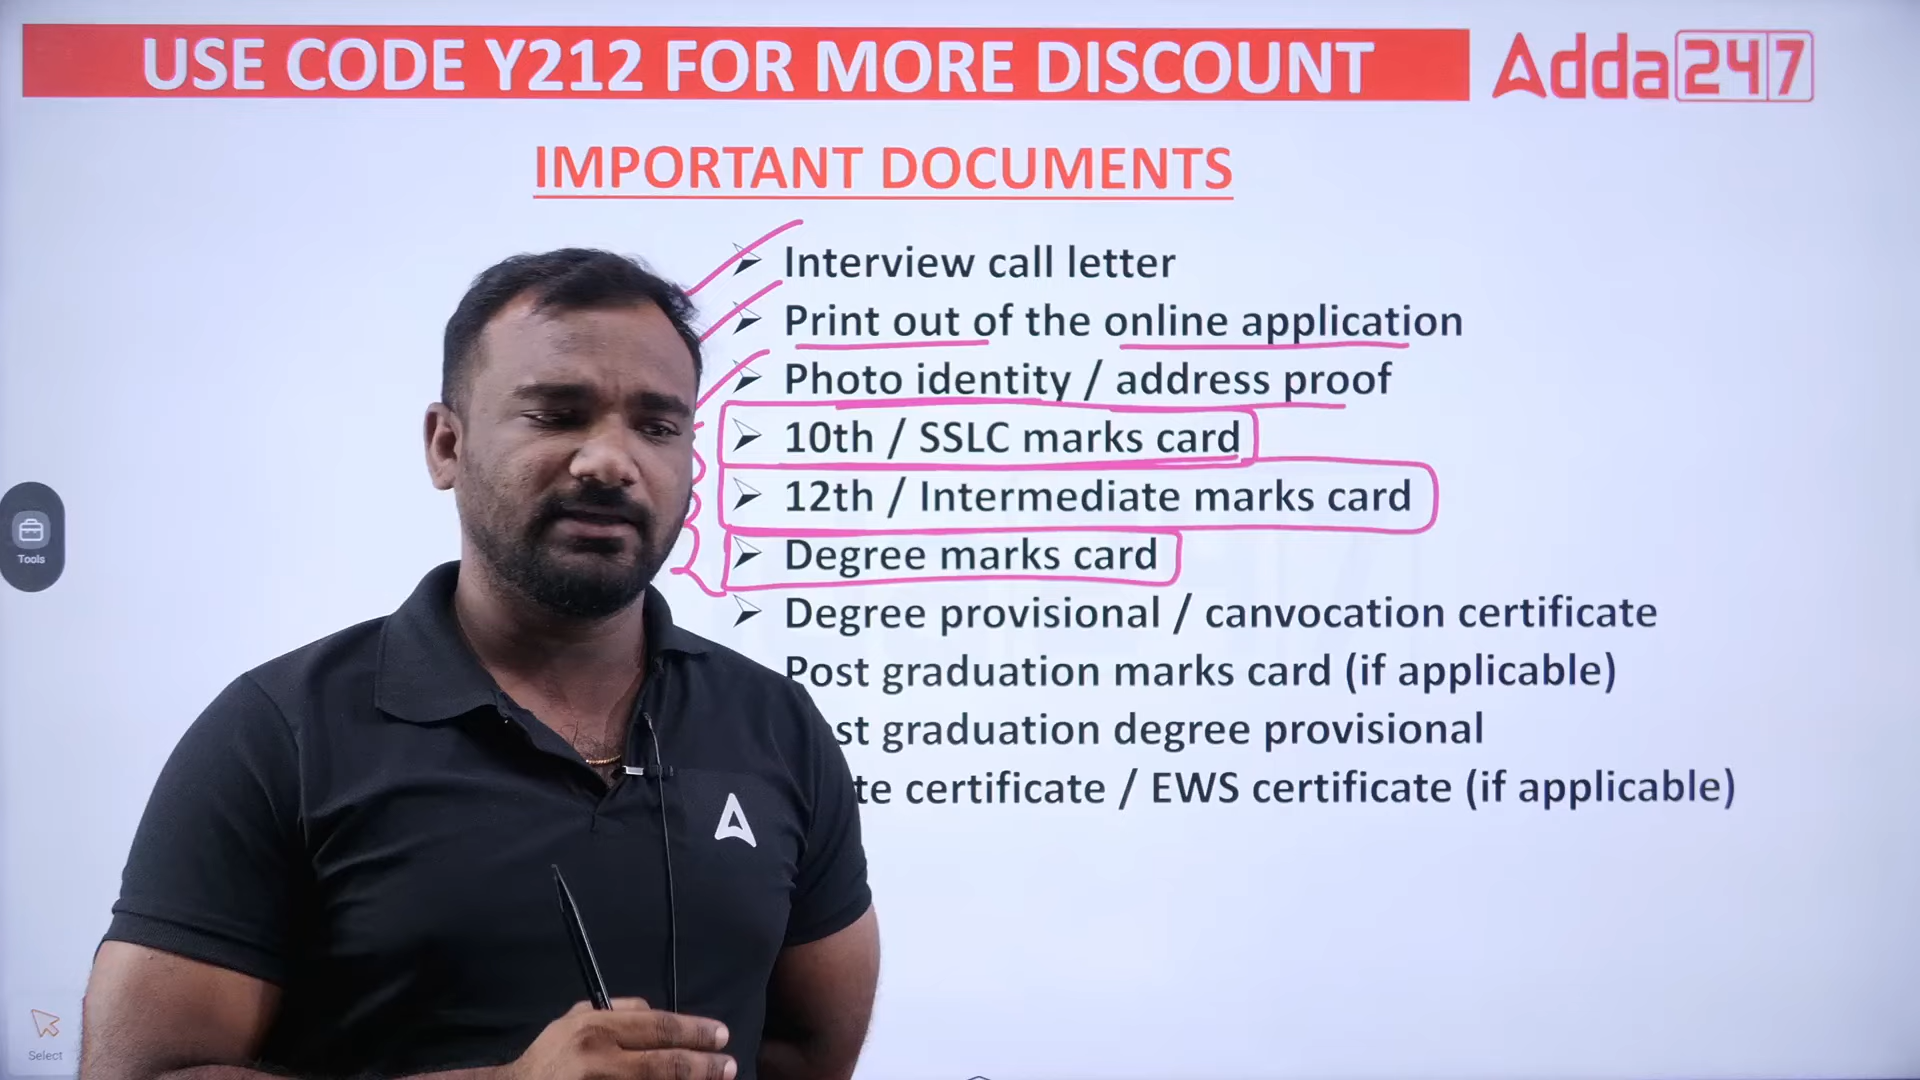 USE CODE Y212 FOR MORE DISCOUNT
Adda247
IMPORTANT DOCUMENTS
Interview call letter
Print out of the online application
Photo identity / address proof
10th / SSLC marks card
12th / Intermediate marks card
Degree marks card
Degree provisional / canvocation certificate
Post graduation marks card (if applicable)
graduation degree provisional
certificate / EWS certificate (if applicable)
Tools
Select